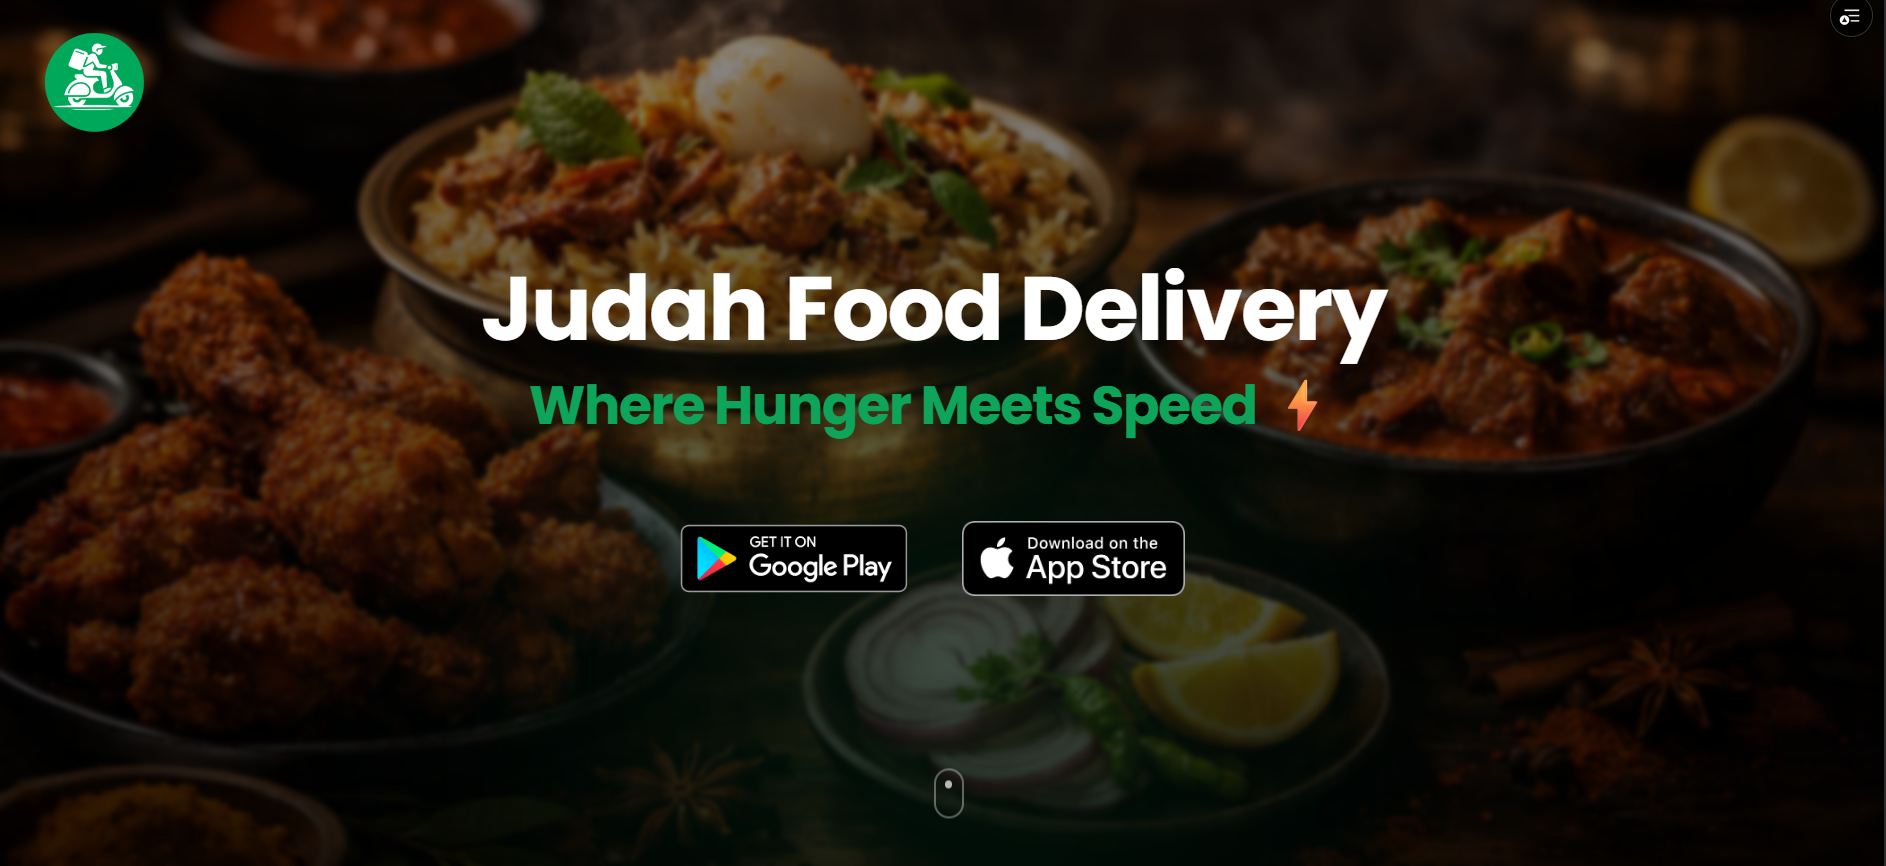 Judah Food Delivery
Where Hunger Meets Speed ⚡
GET IT ON
Google Play
Download on the
App Store